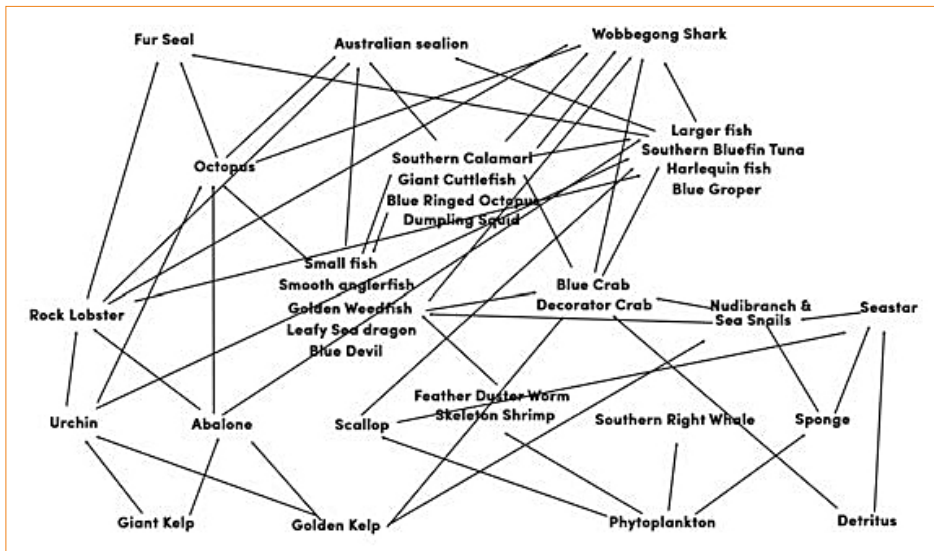 Fur Seal
Australian sealion
Wobbegong Shark
Larger fish
Southern Bluefin Tuna
Harlequin fish
Blue Groper
Octopus
Southern Calamari
Giant Cuttlefish
Blue Ringed Octopus
Dumpling Squid
Small fish
Smooth anglerfish
Golden Weedfish
Leafy Sea dragon
Blue Devil
Blue Crab
Decorator Crab
Nudibranch &
Sea Snails
Seastar
Rock Lobster
Urchin
Abalone
Scallop
Feather Duster Worm
Skeleton Shrimp
Southern Right Whale
Sponge
Giant Kelp
Golden Kelp
Phytoplankton
Detritus